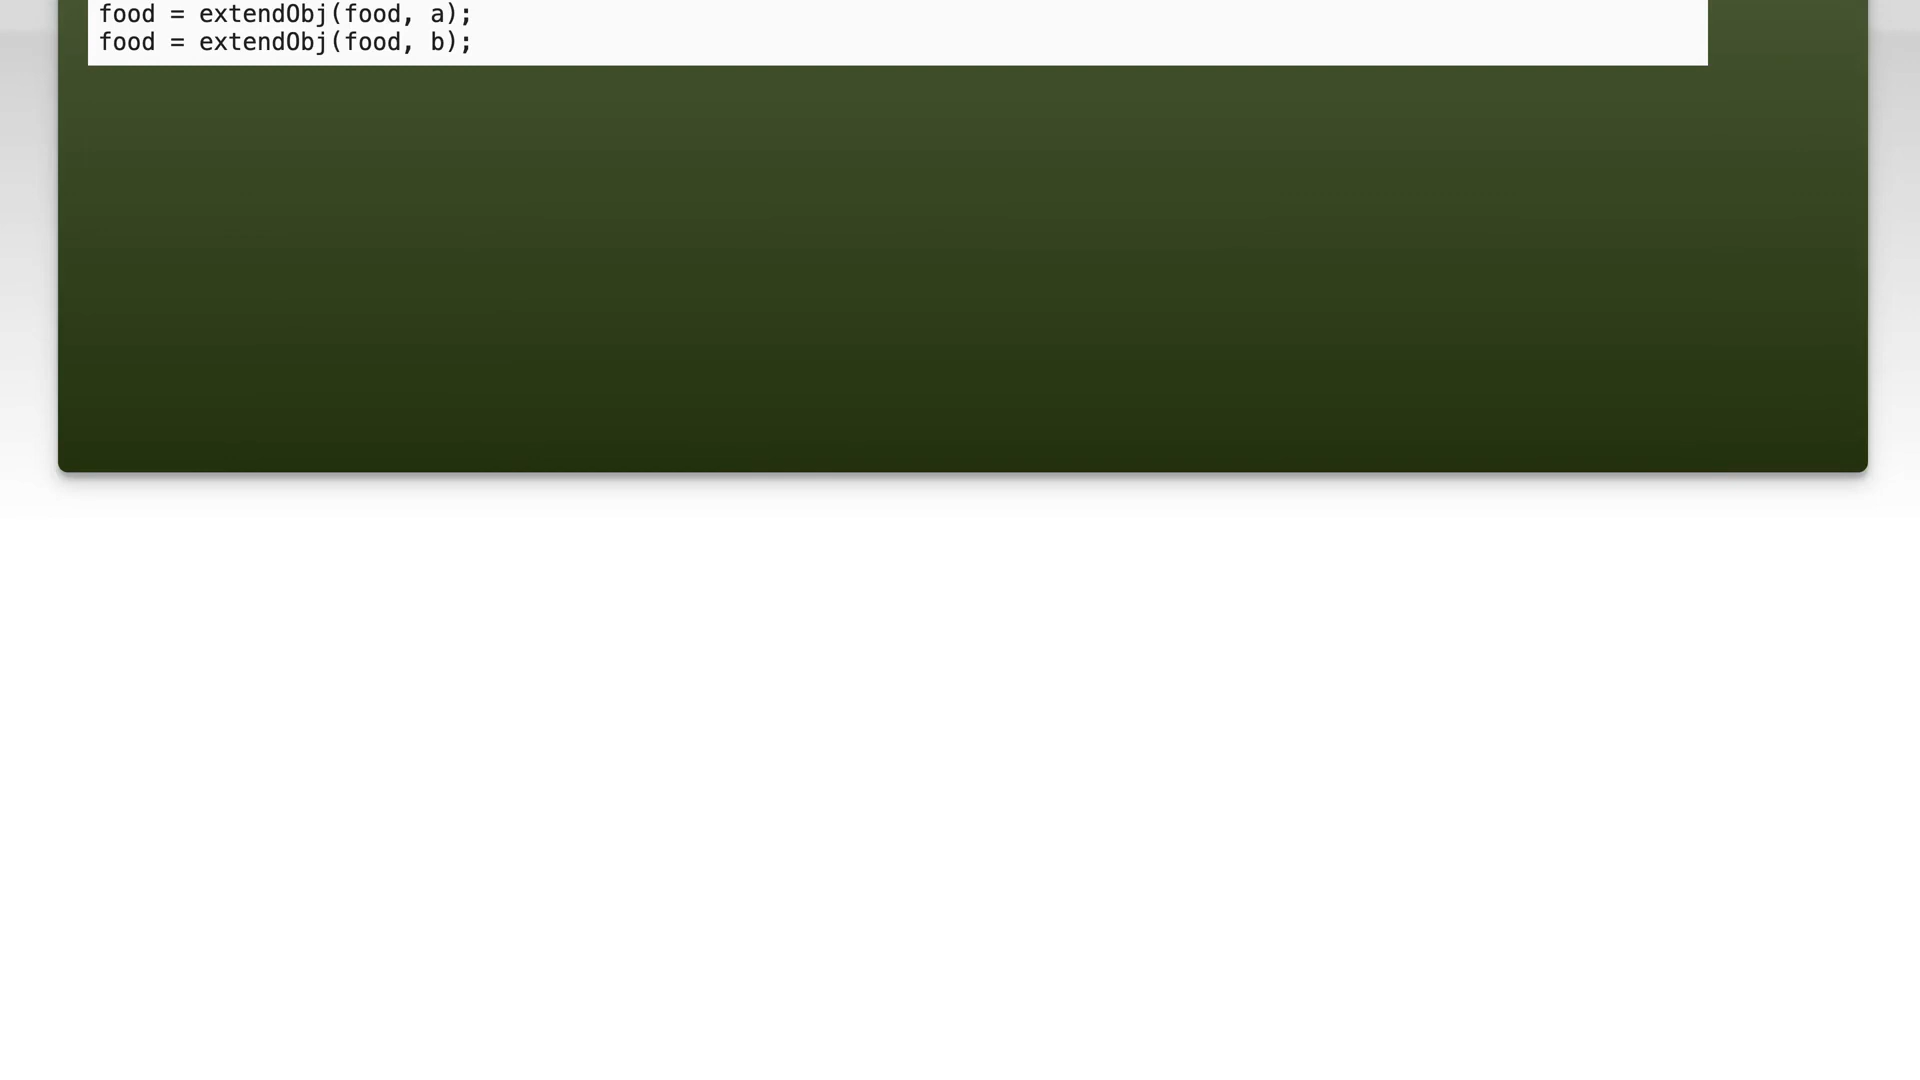 food = extendObj(food, a);
food = extendObj(food, b);